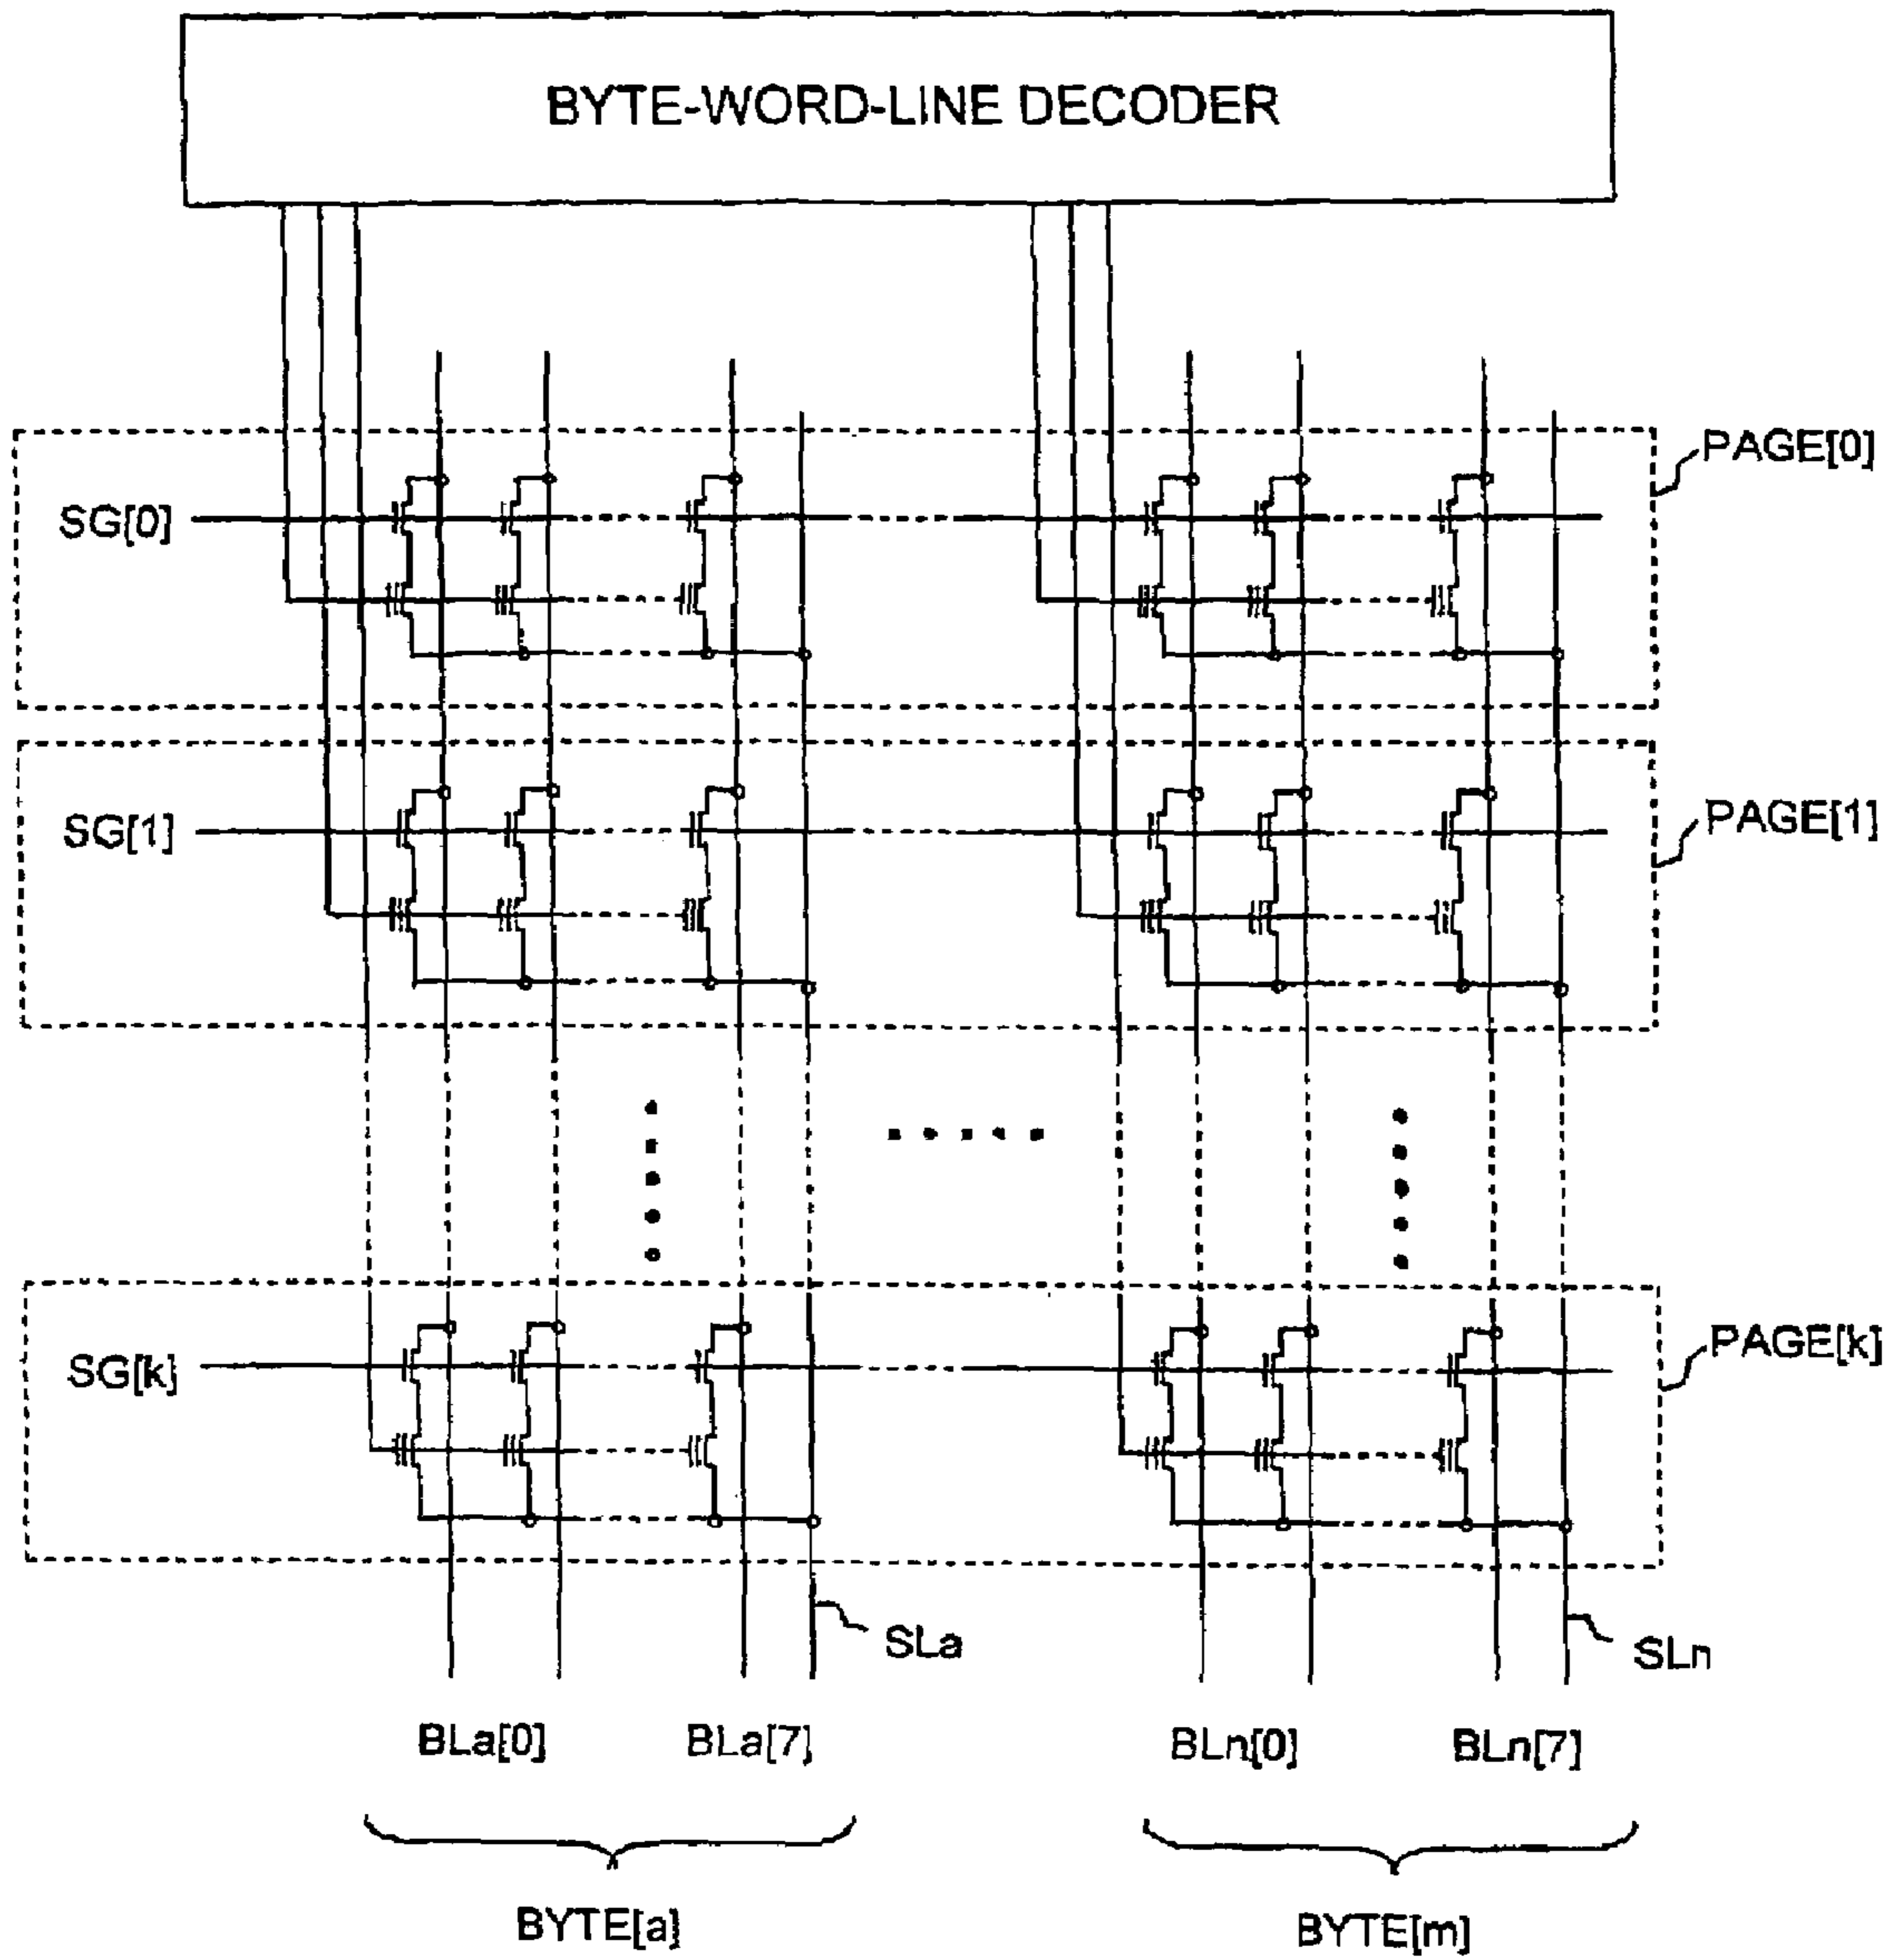 BYTE-WORD-LINE DECODER
PAGE[0]
SG[0]
SG[1]
PAGE[1]
SG[k]
PAGE[k]
SLa
SLn
BLa[0]
BLa[7]
BLn[0]
BLn[7]
BYTE[a]
BYTE[m]